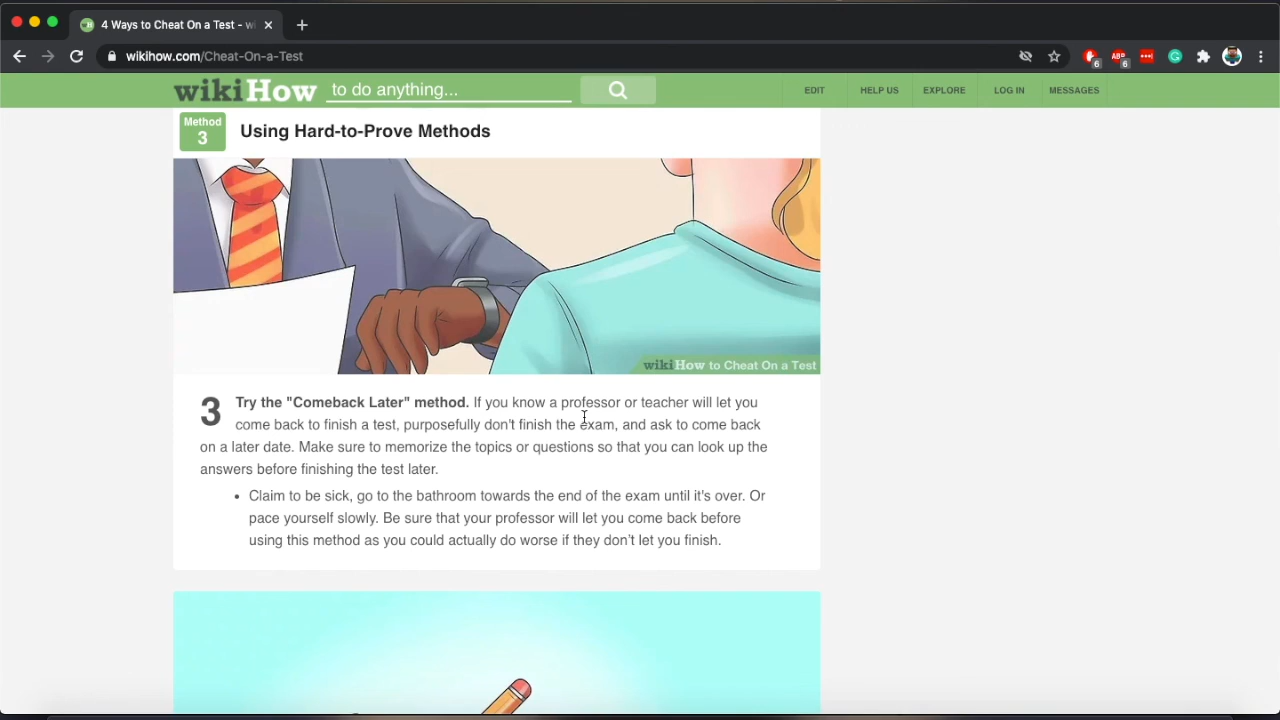 4 Ways to Cheat On a Test - wi
wikihow.com/Cheat-On-a-Test
6
ABP
6
wikiHow
to do anything...
EDIT
HELP US
EXPLORE
LOG IN
MESSAGES
Method
3
Using Hard-to-Prove Methods
wikiHow to Cheat On a Test
3
Try the "Comeback Later" method. If you know a professor or teacher will let you
come back to finish a test, purposefully don't finish the exam, and ask to come back
on a later date. Make sure to memorize the topics or questions so that you can look up the
answers before finishing the test later.
• Claim to be sick, go to the bathroom towards the end of the exam until it's over. Or
pace yourself slowly. Be sure that your professor will let you come back before
using this method as you could actually do worse if they don't let you finish.